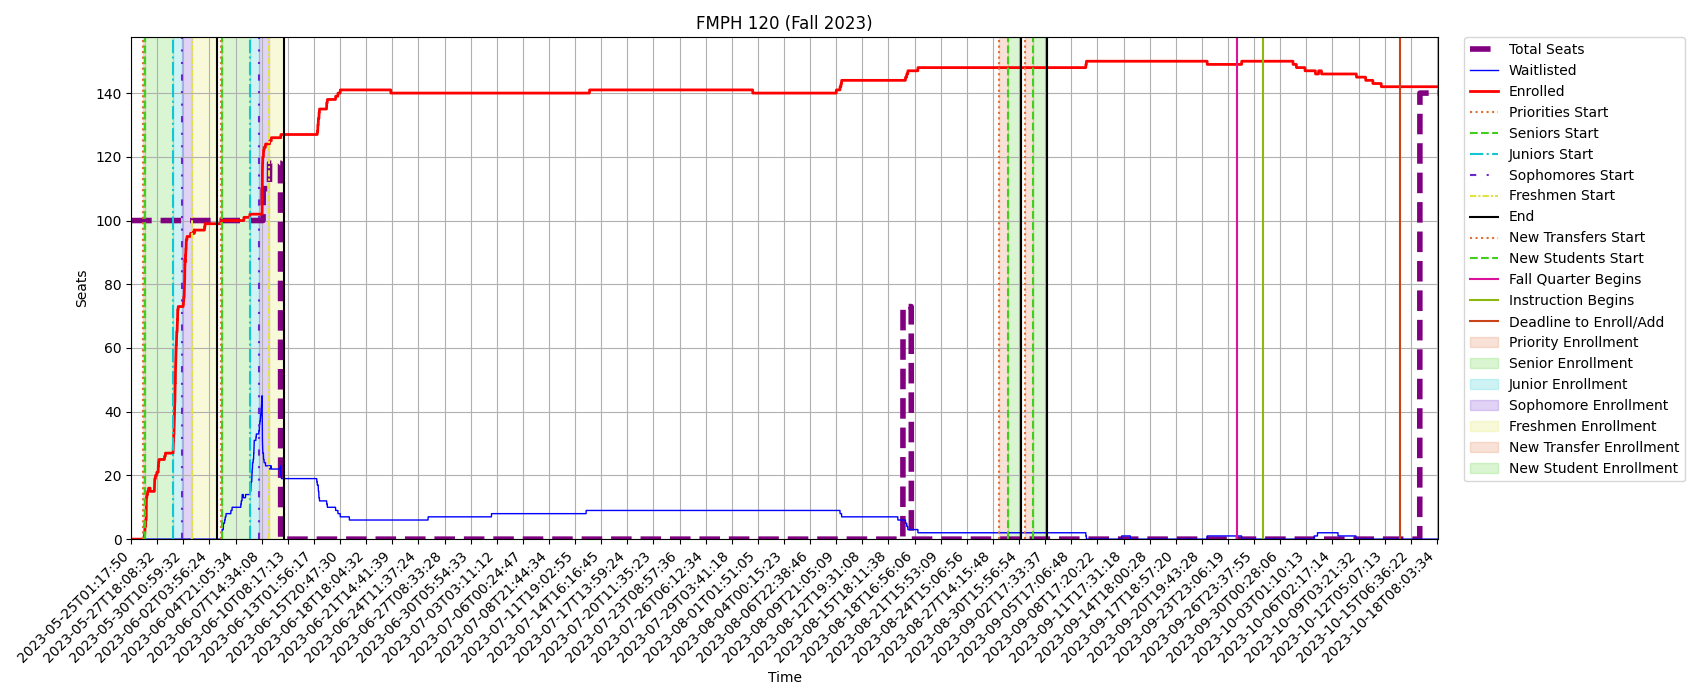 FMPH 120 (Fall 2023)
Seats
140
120
100
80
60
40
20
0
2023-05-25T01:17:50
2023-05-27T18:08:32
2023-05-30T10:59:32
2023-06-02T03:56:24
2023-06-04T21:05:34
2023-06-07T14:34:09
2023-06-10T08:17:13
2023-06-13T01:56:17
2023-06-15T20:47:30
2023-06-18T18:04:32
2023-06-21T14:41:39
2023-06-24T11:37:24
2023-06-27T08:33:28
2023-06-30T05:54:33
2023-07-03T03:11:12
2023-07-06T00:24:47
2023-07-08T21:44:34
2023-07-11T19:02:55
2023-07-14T16:16:45
2023-07-17T13:59:24
2023-07-20T11:35:23
2023-07-23T08:57:36
2023-07-26T06:12:34
2023-07-29T03:41:18
2023-08-01T01:51:05
2023-08-04T00:15:23
2023-08-06T22:38:46
2023-08-09T21:05:09
2023-08-12T19:31:08
2023-08-15T18:11:38
2023-08-18T16:56:06
2023-08-21T15:53:09
2023-08-24T15:06:56
2023-08-27T14:15:48
2023-08-30T15:56:54
2023-09-02T17:33:37
2023-09-05T17:06:48
2023-09-08T17:20:22
2023-09-11T17:31:18
2023-09-14T18:00:28
2023-09-17T18:57:20
2023-09-20T19:43:28
2023-09-23T23:06:19
2023-09-26T23:37:55
2023-09-30T00:28:06
2023-10-03T01:10:13
2023-10-06T02:17:14
2023-10-09T03:21:32
2023-10-12T05:07:13
2023-10-15T06:36:22
2023-10-18T08:03:34
Time
Total Seats
Waitlisted
Enrolled
Priorities Start
Seniors Start
Juniors Start
Sophomores Start
Freshmen Start
End
New Transfers Start
New Students Start
Fall Quarter Begins
Instruction Begins
Deadline to Enroll/Add
Priority Enrollment
Senior Enrollment
Junior Enrollment
Sophomore Enrollment
Freshmen Enrollment
New Transfer Enrollment
New Student Enrollment